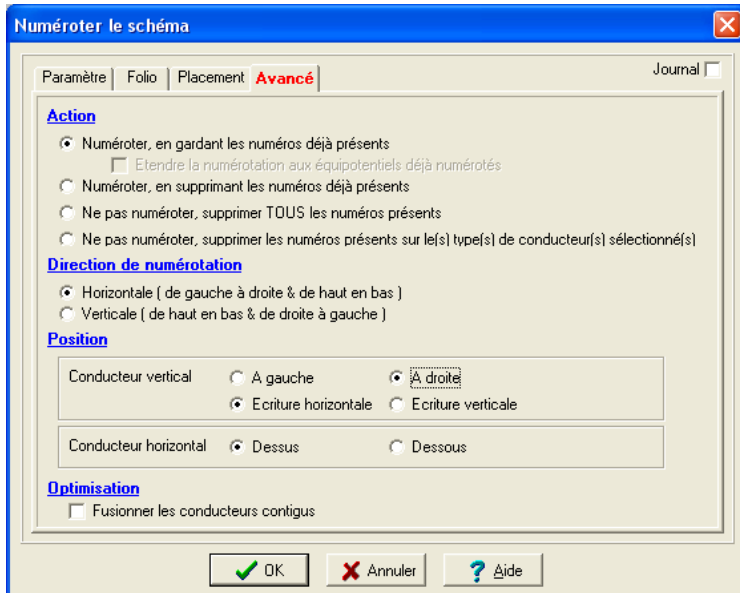 Numéroter le schéma
Journal
Paramètre Folio Placement Avancé
Action
Numéroter, en gardant les numéros déjà présents
Etendre la numérotation aux équipotentiels déjà numérotés
Numéroter, en supprimant les numéros déjà présents
Ne pas numéroter, supprimer TOUS les numéros présents
Ne pas numéroter, supprimer les numéros présents sur le(s) type(s) de conducteur(s) sélectionné(s)
Direction de numérotation
Horizontale ( de gauche à droite & de haut en bas )
Verticale ( de haut en bas & de droite à gauche )
Position
Conducteur vertical A gauche A droite
Ecriture horizontale Ecriture verticale
Conducteur horizontal Dessus Dessous
Optimisation
Fusionner les conducteurs contigus
OK Annuler Aide